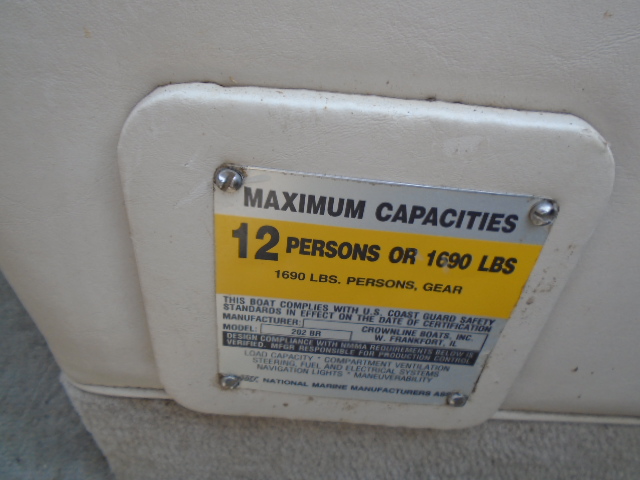 MAXIMUM CAPACITIES
12 PERSONS OR 1690 LBS
1690 LBS. PERSONS, GEAR
THIS BOAT COMPLIES WITH U.S. COAST GUARD SAFETY
STANDARDS IN EFFECT ON THE DATE OF CERTIFICATION
MANUFACTURER: CROWNLINE BOATS, INC.
W. FRANKFORT, IL
MODEL: 202 BR
DESIGN COMPLIANCE WITH NMMA REQUIREMENTS BELOW IS
VERIFIED. MFGR RESPONSIBLE FOR PRODUCTION CONTROL
LOAD CAPACITY * COMPARTMENT VENTILATION
STEERING, FUEL AND ELECTRICAL SYSTEMS
NAVIGATION LIGHTS * MANEUVERABILITY
NATIONAL MARINE MANUFACTURERS